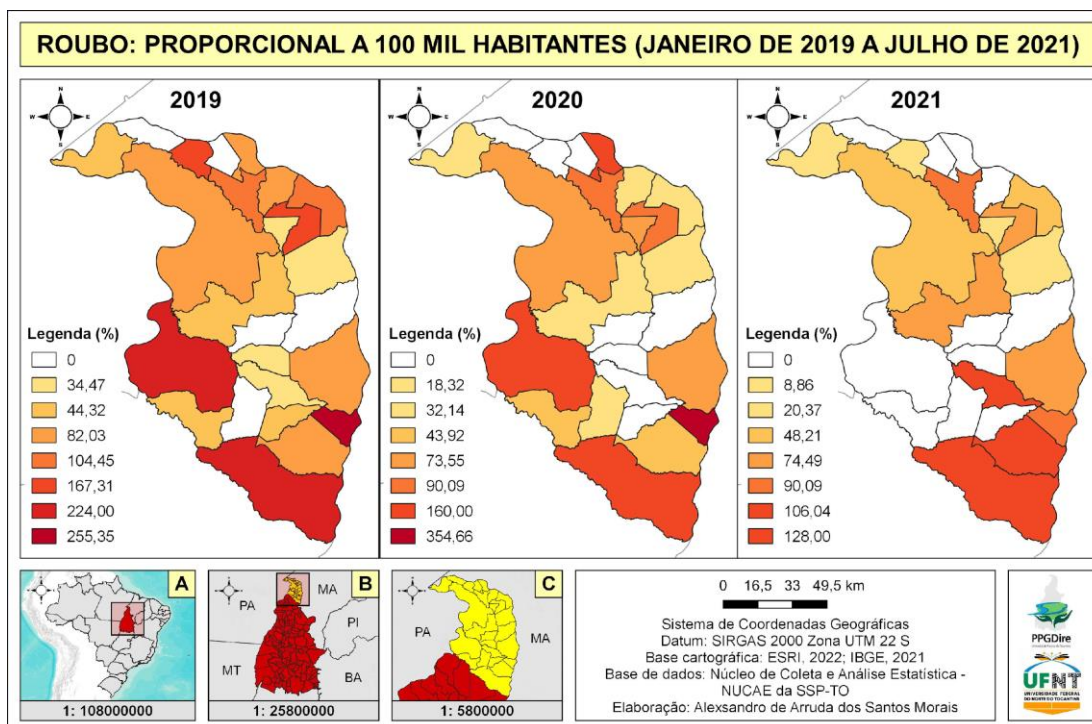 ROUBO: PROPORCIONAL A 100 MIL HABITANTES (JANEIRO DE 2019 A JULHO DE 2021)
N
W
E
S
2019
Legenda (%)
0
34,47
44,32
82,03
104,45
167,31
224,00
255,35
N
W
E
S
2020
Legenda (%)
0
18,32
32,14
43,92
73,55
90,09
160,00
354,66
N
W
E
S
2021
Legenda (%)
0
8,86
20,37
48,21
74,49
90,09
106,04
128,00
A
1: 108000000
B
PA
MA
PI
MT
BA
1: 25800000
C
PA
MA
1: 5800000
0 16,5 33 49,5 km
Sistema de Coordenadas Geográficas
Datum: SIRGAS 2000 Zona UTM 22 S
Base cartográfica: ESRI, 2022; IBGE, 2021
Base de dados: Núcleo de Coleta e Análise Estatística -
NUCAE da SSP-TO
Elaboração: Alexsandro de Arruda dos Santos Morais
PPGDire
UFNT
UNIVERSIDADE FEDERAL
DO NORTE DO TOCANTINS